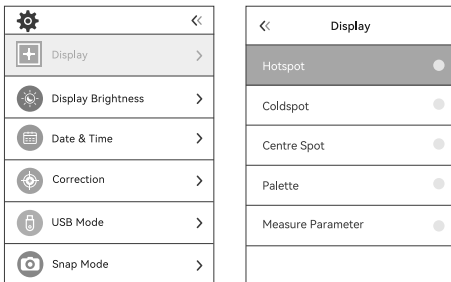 Display
Display Brightness
Date & Time
Correction
USB Mode
Snap Mode
Display
Hotspot
Coldspot
Centre Spot
Palette
Measure Parameter